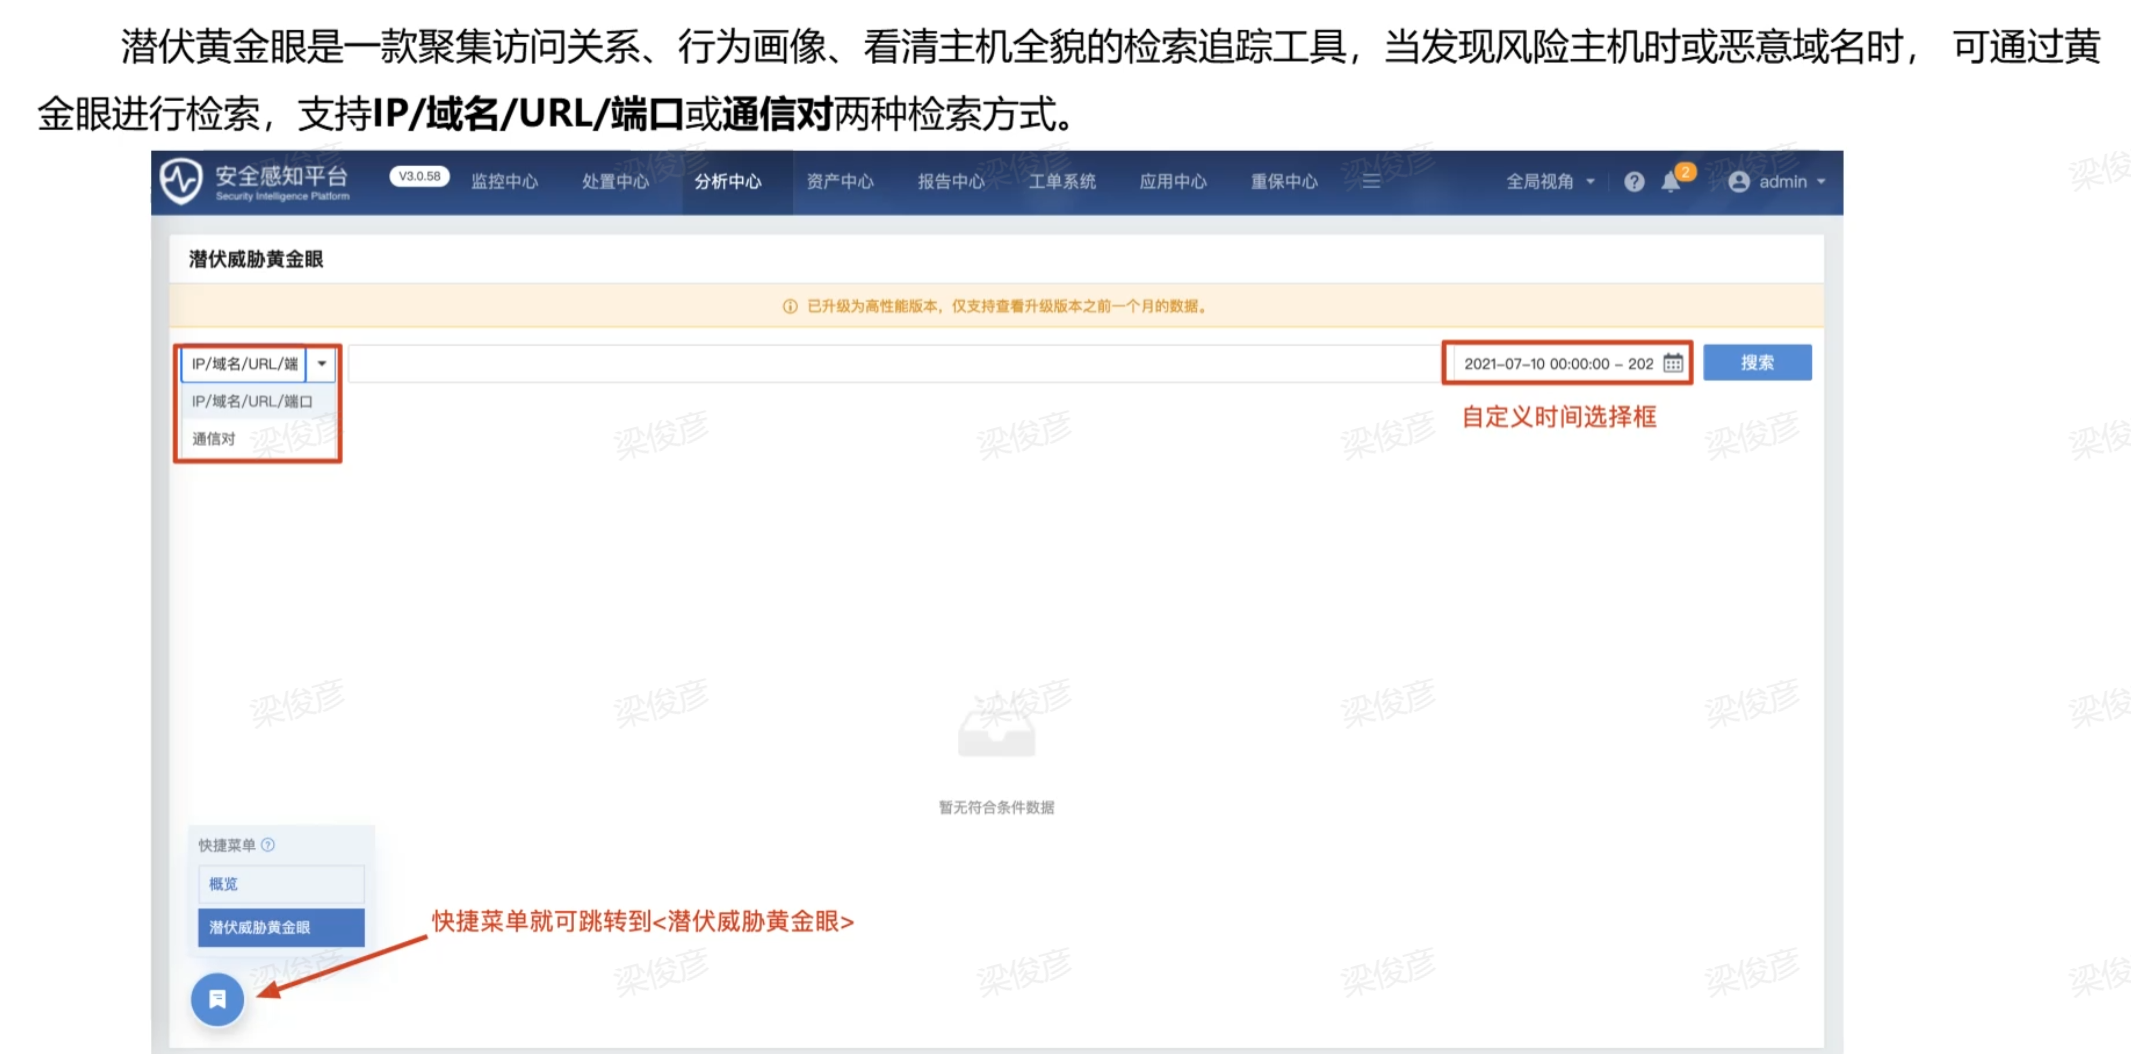 潜伏黄金眼是一款聚集访问关系、行为画像、看清主机全貌的检索追踪工具，当发现风险主机时或恶意域名时， 可通过黄
金眼进行检索，支持IP/域名/URL/端口或通信对两种检索方式。
安全感知平台 V3.0.58 监控中心 处置中心 分析中心 资产中心 报告中心 工单系统 应用中心 重保中心 全局视角 2 admin
Security Intelligence Platform
潜伏威胁黄金眼
已升级为高性能版本，仅支持查看升级版本之前一个月的数据。
IP/域名/URL/端 2021-07-10 00:00:00 - 202 搜索
IP/域名/URL/端口
自定义时间选择框
通信对
暂无符合条件数据
快捷菜单
概览
潜伏威胁黄金眼
快捷菜单就可跳转到<潜伏威胁黄金眼>
梁俊彦